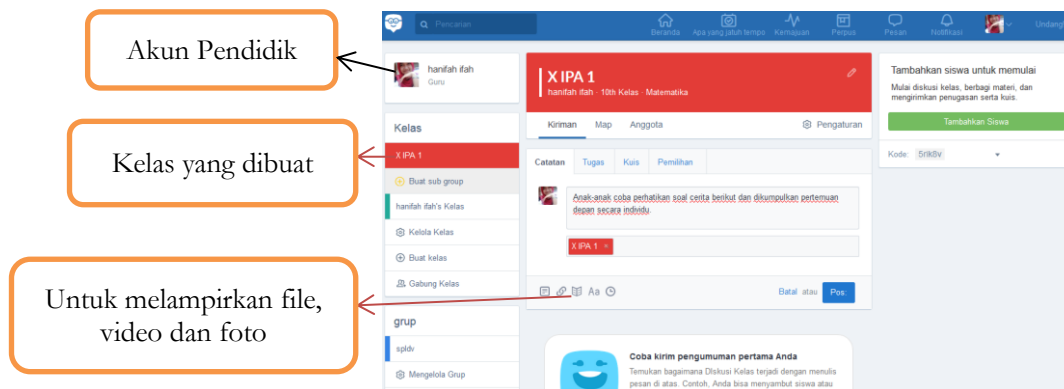 Akun Pendidik
Kelas yang dibuat
Untuk melampirkan file,
video dan foto
Pencarian
Beranda
Apa yang jatuh tempo
Kemajuan
Perpus
Pesan
Notifikasi
hanifah ifah
Guru
Kelas
X IPA 1
Buat sub group
hanifah ifah's Kelas
Kelola Kelas
Buat kelas
Gabung Kelas
grup
spldv
Mengelola Grup
X IPA 1
hanifah ifah · 10th Kelas · Matematika
Kiriman Map Anggota Pengaturan
Catatan Tugas Kuis Pemilihan
Anak-anak coba perhatikan soal cerita berikut dan dikumpulkan pertemuan
depan secara individu.
X IPA 1 ×
Aa
Batal atau Pos:
Coba kirim pengumuman pertama Anda
Temukan bagaimana Diskusi Kelas terjadi dengan menulis
pesan di atas. Contoh, Anda bisa menyambut siswa atau
Tambahkan siswa untuk memulai
Mulai diskusi kelas, berbagi materi, dan
mengirimkan penugasan serta kuis.
Tambahkan Siswa
Kode: